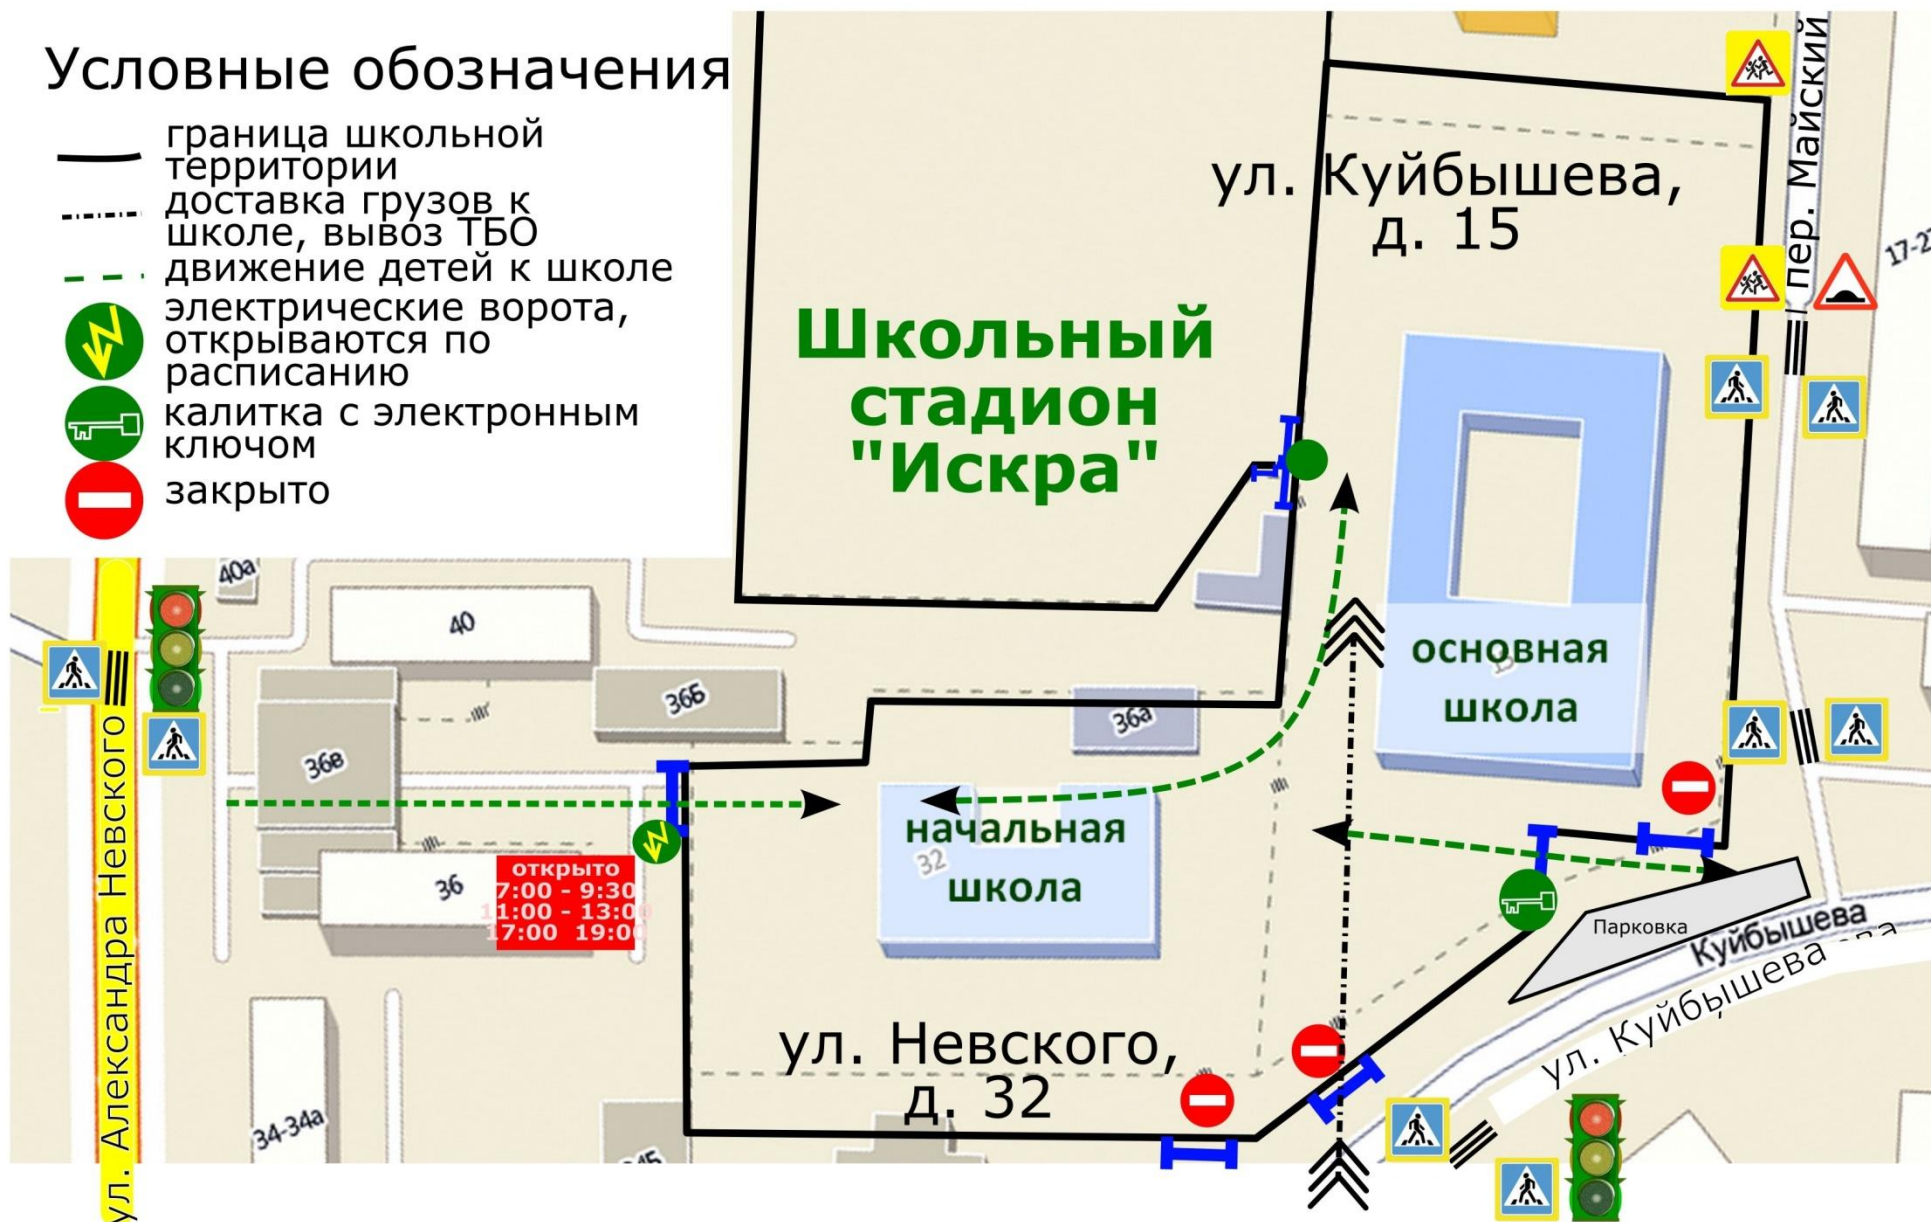 Условные обозначения
граница школьной
территории
доставка грузов к
школе, вывоз ТБО
движение детей к школе
электрические ворота,
открываются по
расписанию
калитка с электронным
ключом
закрыто
ул. Куйбышева,
д. 15
пер. Майский
Школьный
стадион
"Искра"
40а
40
36Б
36а
36в
36
открыто
7:00 - 9:30
11:00 - 13:00
17:00 19:00
основная
школа
15
начальная
32
школа
ул. Александра Невского
34-34а
ул. Невского,
д. 32
Парковка
Куйбышева
ул. Куйбышева